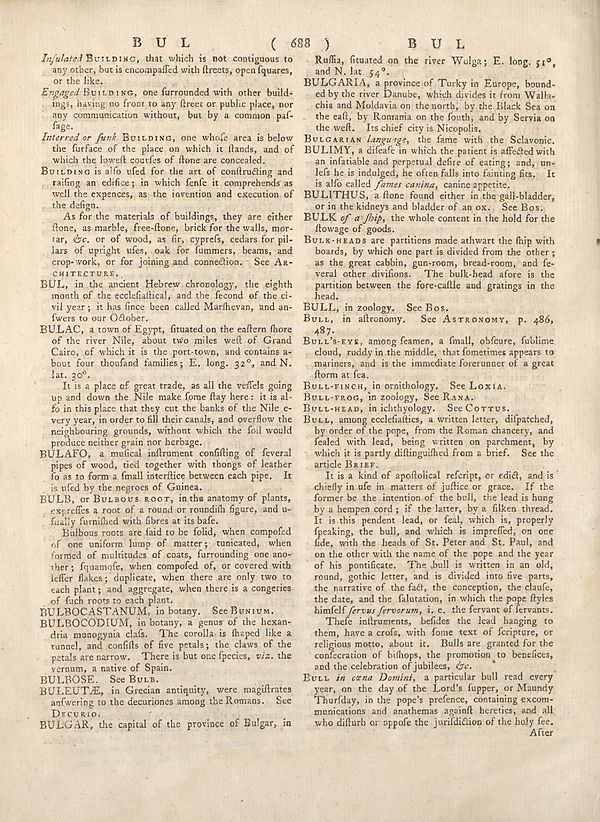 B U L ( 688 ) B U L
Inſulated BUILDING, that which is not contiguous to
any other, but is encompaſſed with ſtreets, open ſquares,
or the like.
Engaged BUILDING, one ſurrounded with other build-
ings, having no front to any ſtreet or public place, nor
any communication without, but by a common paſ-
ſage.
Interred or ſunk BUILDING, one whoſe area is below
the ſurface of the place on which it ſtands, and of
which the loweſt courſes of ſtone are concealed.
BUILDING is alſo uſed for the art of conſtructing and
raiſing an edifice; in which ſenſe it comprehends as
well the expences, as the invention and execution of
the deſign.
As for the materials of buildings, they are either
ſtone, as marble, free-ſtone, brick for the walls, mor-
tar, &c. or of wood, as fir, cypreſs, cedars for pil-
lars of upright uſes, oak for ſummers, beams, and
crop-work, or for joining and connection. See AR-
CHITECTURE.
BUL, in the ancient Hebrew chronology, the eighth
month of the eccleſiaſtical, and the ſecond of the ci-
vil year; it has ſince been called Marſhevan, and an-
ſwers to our October.
BULAC, a town of Egypt, ſituated on the eaſtern ſhore
of the river Nile, about two miles weſt of Grand
Cairo, of which it is the port-town, and contains a-
bout four thouſand families; E. long. 32°, and N.
lat. 30°.
It is a place of great trade, as all the veſſels going
up and down the Nile make ſome ſtay here: it is al-
ſo in this place that they cut the banks of the Nile e-
very year, in order to fill their canals, and overflow the
neighbouring grounds, without which the ſoil would
produce neither grain nor herbage.
BULAFO, a muſical inſtrument conſiſting of ſeveral
pipes of wood, tied together with thongs of leather
ſo as to form a ſmall interſtice between each pipe. It
is uſed by the negroes of Guinea.
BULB, or BULBOUS ROOT, in the anatomy of plants,
expreſſes a root of a round or roundiſh figure, and u-
ſually furniſhed with fibres at its baſe.
Bulbous roots are ſaid to be ſolid, when compoſed
of one uniform lump of matter; tunicated, when
formed of multitudes of coats, ſurrounding one ano-
ther; ſquamoſe, when compoſed of, or covered with
leſſer flakes; duplicate, when there are only two to
each plant; and aggregate, when there is a congeries
of ſuch roots to each plant.
BULBOCASTANUM, in botany. See BUNIUM.
BULBOCODIUM, in botany, a genus of the hexan-
dria monogynia claſs. The corolla is ſhaped like a
tunnel, and conſiſts of five petals; the claws of the
petals are narrow. There is but one ſpecies, viz. the
vernum, a native of Spain.
BULBOSE. See BULB.
BULEUTÆ, in Grecian antiquity, were magiſtrates
anſwering to the decuriones among the Romans. See
DECURIO.
BULGAR, the capital of the province of Bulgar, in
Ruſſia, ſituated on the river Wolga; E. long. 51°,
and N. lat. 54°.
BULGARIA, a province of Turky in Europe, bound-
ed by the river Danube, which divides it from Walla-
chia and Moldavia on the north, by the Black Sea on
the eaſt, by Romania on the ſouth, and by Servia on
the weſt. Its chief city is Nicopolis.
BULGARIAN language, the ſame with the Sclavonic.
BULIMY, a diſeaſe in which the patient is affected with
an inſatiable and perpetual deſire of eating; and, un-
leſs he is indulged, he often falls into fainting fits. It
is alſo called fames canina, canine appetite.
BULITHUS, a ſtone found either in the gall-bladder,
or in the kidneys and bladder of an ox. See BOS.
BULK of a ſhip, the whole content in the hold for the
ſtowage of goods.
BULK-HEADS are partitions made athwart the ſhip with
boards, by which one part is divided from the other;
as the great cabbin, gun-room, bread-room, and ſe-
veral other diviſions. The bulk-head afore is the
partition between the fore-caſtle and gratings in the
head.
BULL, in zoology. See BOS.
BULL, in aſtronomy. See ASTRONOMY, p. 486,
487.
BULL'S-EYE, among ſeamen, a ſmall, obſcure, ſublime
cloud, ruddy in the middle, that ſometimes appears to
mariners, and is the immediate forerunner of a great
ſtorm at ſea.
BULL-FINCH, in ornithology. See LOXIA.
BULL-FROG, in zoology, See RANA.
BULL-HEAD, in ichthyology. See COTTUS.
BULL, among eccleſiaſtics, a written letter, diſpatched,
by order of the pope, from the Roman chancery, and
ſealed with lead, being written on parchment, by
which it is partly diſtinguiſhed from a brief. See the
article BRIEF.
It is a kind of apoſtolical reſcript, or edict, and is
chiefly in uſe in matters of juſtice or grace. If the
former be the intention of the bull, the lead is hung
by a hempen cord; if the latter, by a ſilken thread.
It is this pendent lead, or ſeal, which is, properly
ſpeaking, the bull, and which is impreſſed, on one
ſide, with the heads of St. Peter and St. Paul, and
on the other with the name of the pope and the year
of his pontificate. The bull is written in an old,
round, gothic letter, and is divided into five parts,
the narrative of the fact, the conception, the clauſe,
the date, and the ſalutation, in which the pope ſtyles
himſelf ſervus ſervorum, i. e. the ſervant of ſervants.
Theſe inſtruments, beſides the lead hanging to
them, have a croſs, with ſome text of ſcripture, or
religious motto, about it. Bulls are granted for the
conſecration of biſhops, the promotion to benefices,
and the celebration of jubilees, &c.
BULL in cœna Domini, a particular bull read every
year, on the day of the Lord's ſupper, or Maundy
Thurſday, in the pope's preſence, containing excom-
munications and anathemas againſt heretics, and all
who diſturb or oppoſe the juriſdiction of the holy ſee.
After